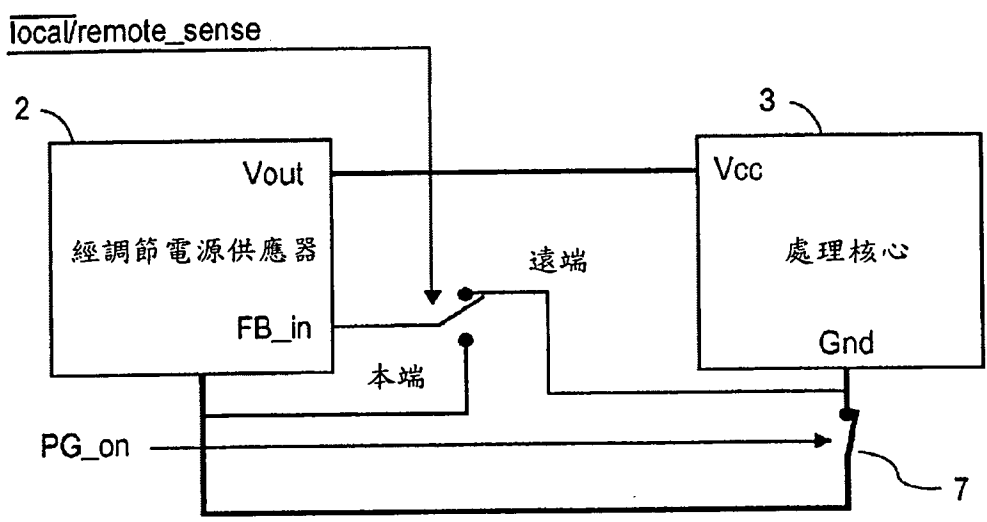 local/remote_sense
2
3
Vout
Vcc
經調節電源供應器
處理核心
遠端
FB_in
Gnd
本端
PG_on
7